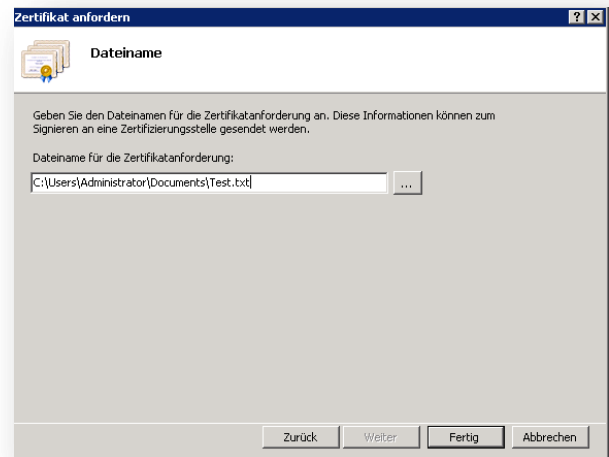 Zertifikat anfordern
Dateiname
Geben Sie den Dateinamen für die Zertifikatanforderung an. Diese Informationen können zum
Signieren an eine Zertifizierungsstelle gesendet werden.
Dateiname für die Zertifikatanforderung:
C:\Users\Administrator\Documents\Test.txt
...
Zurück
Weiter
Fertig
Abbrechen